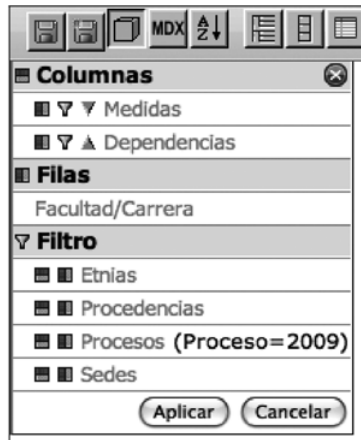 MDX A Z
Columnas
Medidas
Dependencias
Filas
Facultad/Carrera
Filtro
Etnias
Procedencias
Procesos (Proceso=2009)
Sedes
Aplicar Cancelar